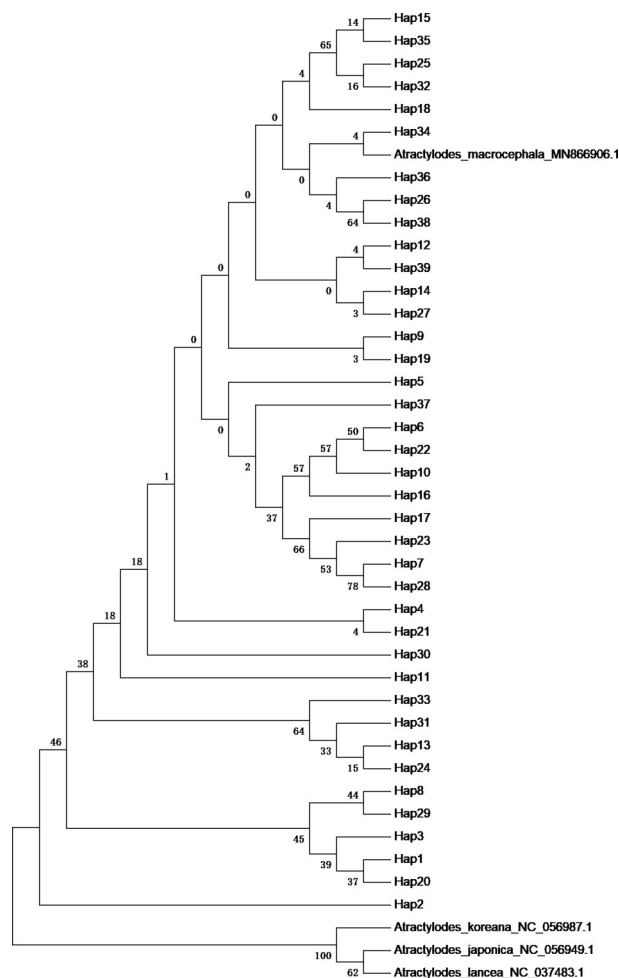 14
Hap15
Hap35
65
Hap25
16
Hap32
4
Hap18
0
4
Hap34
Atractylodes_macrocephala_MN866906.1
0
Hap36
4
Hap26
64
Hap38
0
4
Hap12
Hap39
0
Hap14
3
Hap27
0
Hap9
3
Hap19
0
Hap5
0
Hap37
2
50
Hap6
Hap22
57
Hap10
57
Hap16
37
Hap17
66
Hap23
53
Hap7
78
Hap28
1
Hap4
4
Hap21
18
Hap30
18
Hap11
38
Hap33
64
Hap31
33
Hap13
15
Hap24
46
44
Hap8
Hap29
45
Hap3
39
Hap1
37
Hap20
Hap2
Atractylodes_koreana_NC_056987.1
100
Atractylodes_japonica_NC_056949.1
62
Atractylodes_lancea_NC_037483.1